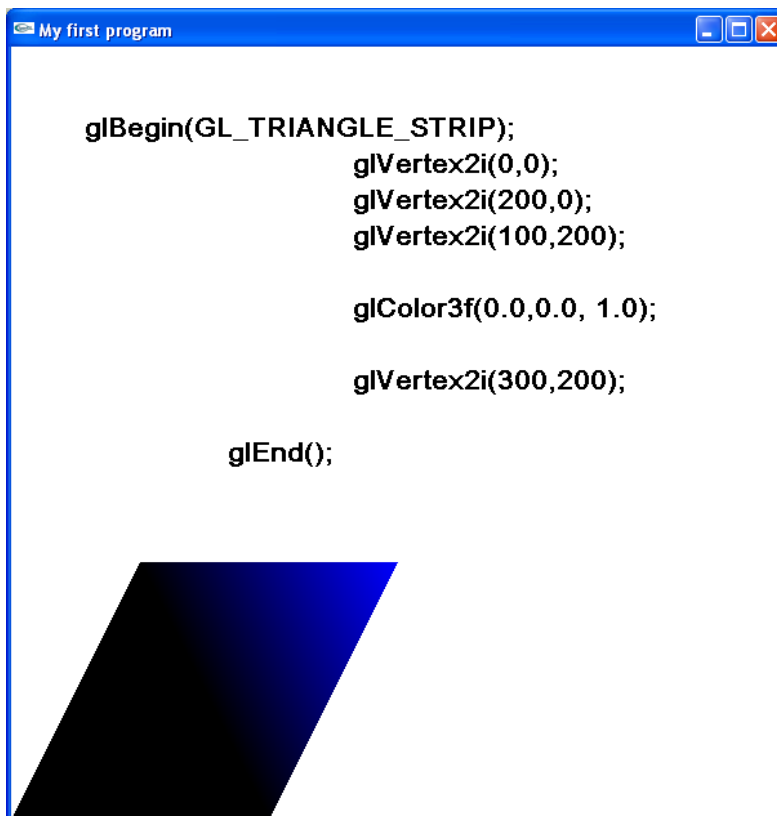 My first program
glBegin(GL_TRIANGLE_STRIP);
glVertex2i(0,0);
glVertex2i(200,0);
glVertex2i(100,200);
glColor3f(0.0,0.0, 1.0);
glVertex2i(300,200);
glEnd();